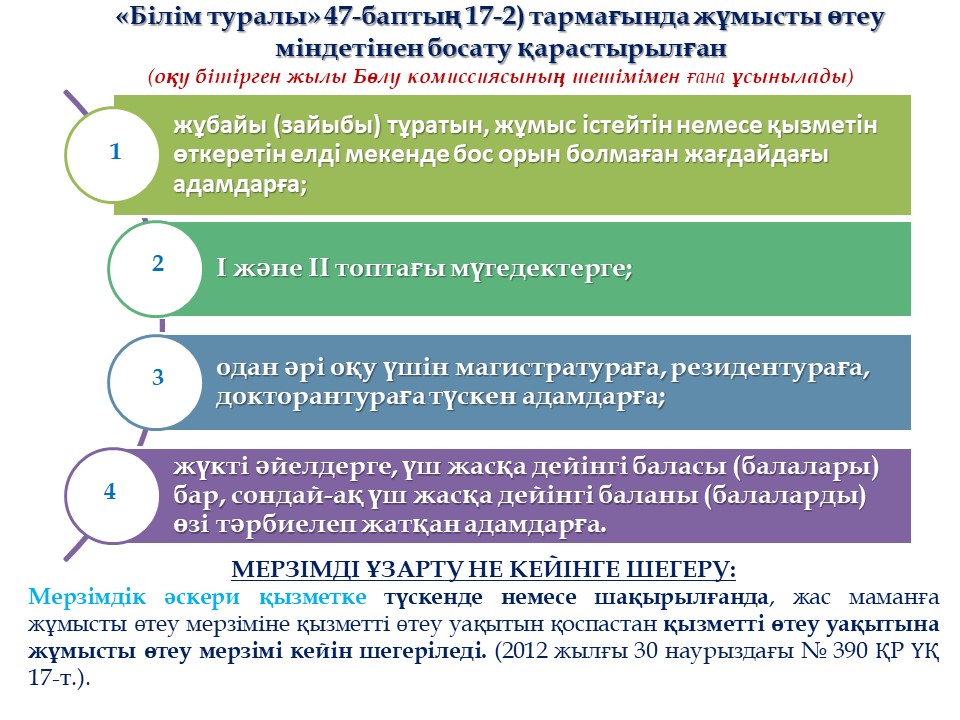 «Білім туралы» 47-баптың 17-2) тармағында жұмысты өтеу
міндетінен босату қарастырылған
(оқу бітірген жылы Бөлу комиссиясының шешімімен ғана ұсынылады)
1
жұбайы (зайыбы) тұратын, жұмыс істейтін немесе қызметін
өткеретін елді мекенде бос орын болмаған жағдайдағы
адамдарға;
2
I және II топтағы мүгедектерге;
3
одан әрі оқу үшін магистратураға, резидентураға,
докторантураға түскен адамдарға;
4
жүкті әйелдерге, үш жасқа дейінгі баласы (балалары)
бар, сондай-ақ үш жасқа дейінгі баланы (балаларды)
өзі тәрбиелеп жатқан адамдарға.
МЕРЗІМДІ ҰЗАРТУ НЕ КЕЙІНГЕ ШЕГЕРУ:
Мерзімдік әскери қызметке түскенде немесе шақырылғанда, жас маманға
жұмысты өтеу мерзіміне қызметті өтеу уақытын қоспастан қызметті өтеу уақытына
жұмысты өтеу мерзімі кейін шегеріледі. (2012 жылғы 30 наурыздағы № 390 ҚР ҮҚ
17-т.).